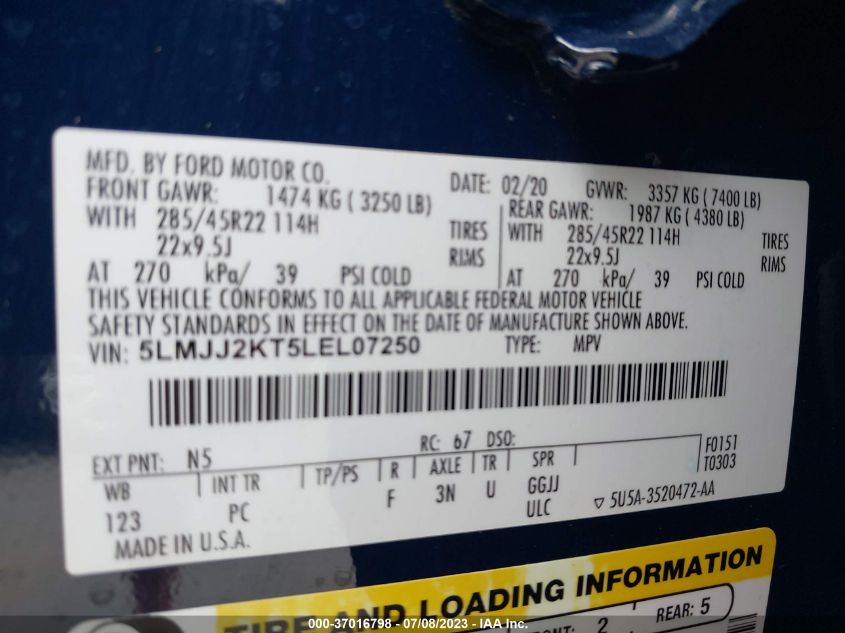 MFD. BY FORD MOTOR CO. DATE: 02/20 GVWR: 3357 KG ( 7400 LB)
FRONT GAWR: 1474 KG ( 3250 LB) REAR GAWR: 1987 KG ( 4380 LB)
WITH 285/45R22 114H TIRES WITH 285/45R22 114H TIRES
22x9.5J RIMS 22x9.5J RIMS
AT 270 kPa/ 39 PSI COLD AT 270 kPa/ 39 PSI COLD
THIS VEHICLE CONFORMS TO ALL APPLICABLE FEDERAL MOTOR VEHICLE
SAFETY STANDARDS IN EFFECT ON THE DATE OF MANUFACTURE SHOWN ABOVE.
VIN: 5LMJJ2KT5LEL07250 TYPE: MPV
EXT PNT: N5 RC: 67 DSO: F0151
WB INT TR TP/PS R AXLE TR SPR T0303
123 PC F 3N U GGJJ
ULC ▽ 5U5A-3520472-AA
MADE IN U.S.A.
TIRE AND LOADING INFORMATION
2 REAR: 5
000-37016798 - 07/08/2023 - IAA Inc.